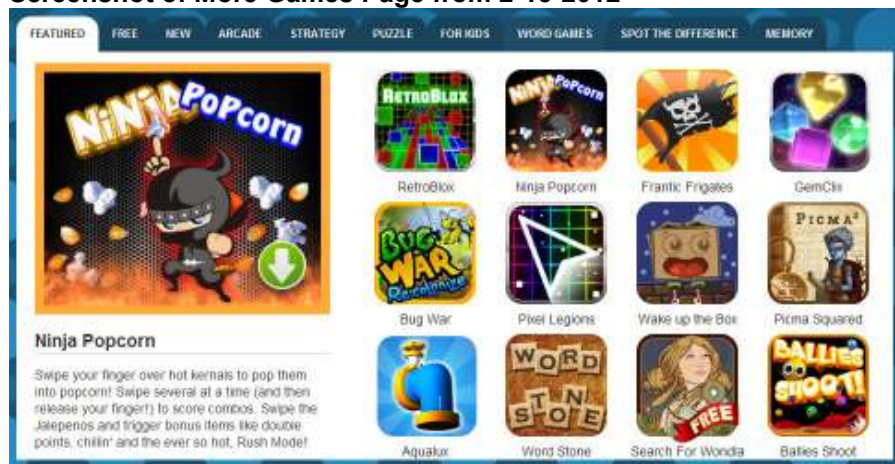 Screenshot of More Games Page from 2-16-2012
FEATURED FREE NEW ARCADE STRATEGY PUZZLE FOR KIDS WORD GAMES SPOT THE DIFFERENCE MEMORY
NiNjA PoPcorn
Ninja Popcorn
Swipe your finger over hot kernals to pop them
into popcorn! Swipe several at a time (and then
release your finger!) to score combos. Swipe the
Jalepenos and trigger bonus items like double
points, chillin' and the ever so hot, Rush Mode!
RETROBLOX
NiNjA PoPcorn
RetroBlox Ninja Popcorn Frantic Frigates GemClix
BUG
WAR
Recolonize
PICMA²
Bug War Pixel Legions Wake up the Box Picma Squared
WORD
STONE
FREE
BALLIES
SHOOT!
Aqualux Word Stone Search For Wondla Ballies Shoot